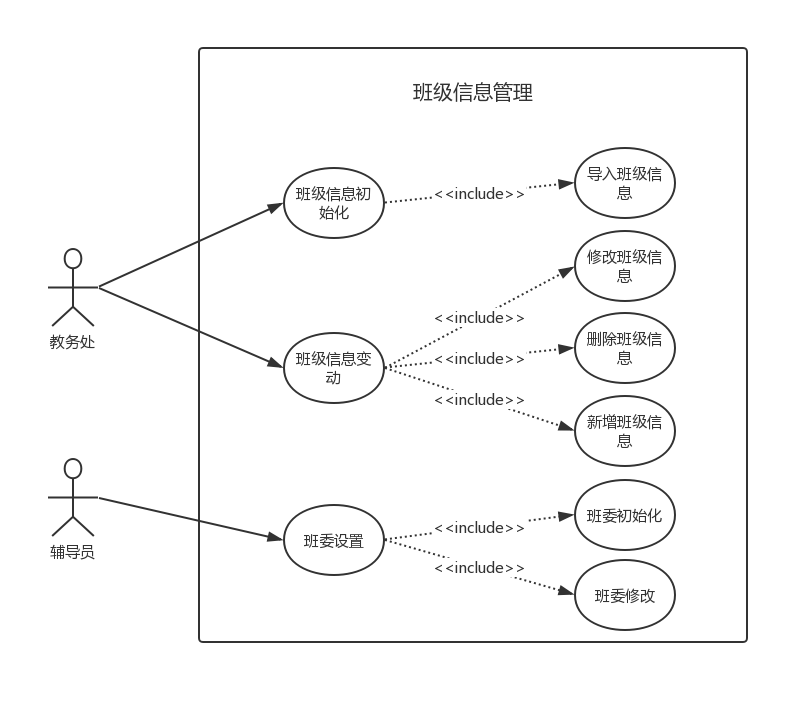 班级信息管理
导入班级信
息
班级信息初
始化
<<include>>
修改班级信
息
<<include>>
教务处
班级信息变
动
<<include>>
删除班级信
息
<<include>>
新增班级信
息
辅导员
班委设置
<<include>>
班委初始化
<<include>>
班委修改